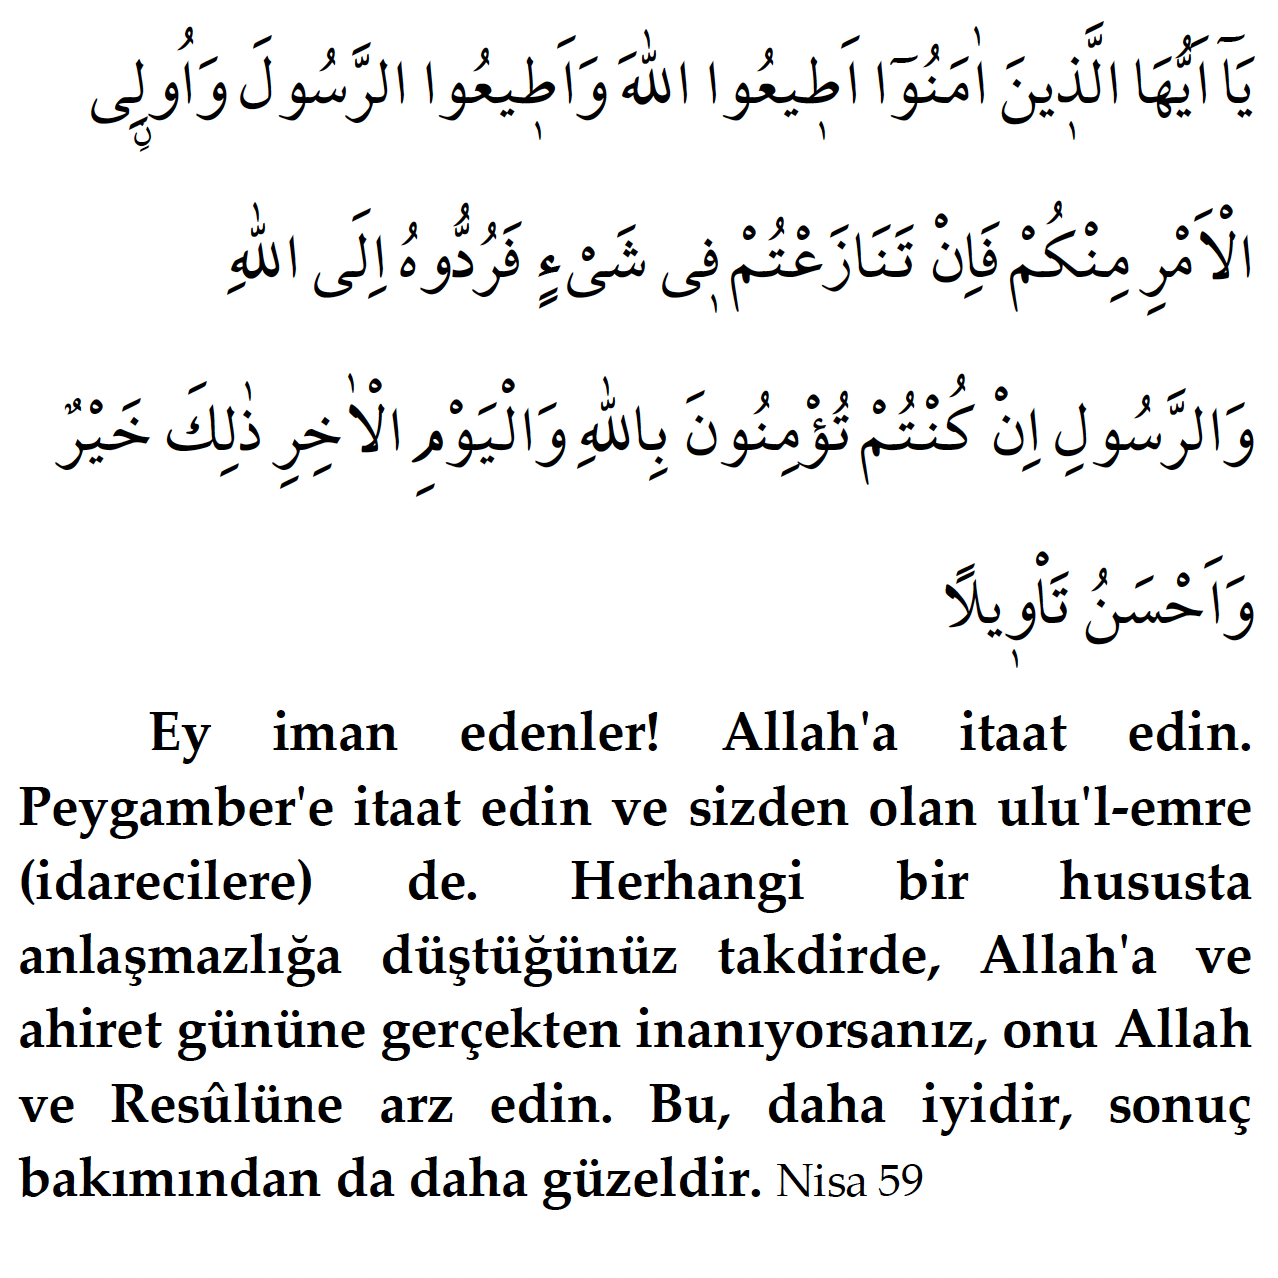 يَآ اَيُّهَا الَّذ۪ينَ اٰمَنُوٓا اَط۪يعُوا اللّٰهَ وَاَط۪يعُوا الرَّسُولَ وَاُو۬لِى
الْاَمْرِ مِنْكُمْ فَاِنْ تَنَازَعْتُمْ ف۪ى شَىْءٍ فَرُدُّوهُ اِلَى اللّٰهِ
وَالرَّسُولِ اِنْ كُنْتُمْ تُؤْمِنُونَ بِاللّٰهِ وَالْيَوْمِ الْاٰخِرِ ذٰلِكَ خَيْرٌ
وَاَحْسَنُ تَاْو۪يلًا
Ey iman edenler! Allah'a itaat edin.
Peygamber'e itaat edin ve sizden olan ulu'l-emre
(idarecilere) de. Herhangi bir hususta
anlaşmazlığa düştüğünüz takdirde, Allah'a ve
ahiret gününe gerçekten inanıyorsanız, onu Allah
ve Resûlüne arz edin. Bu, daha iyidir, sonuç
bakımından da daha güzeldir. Nisa 59